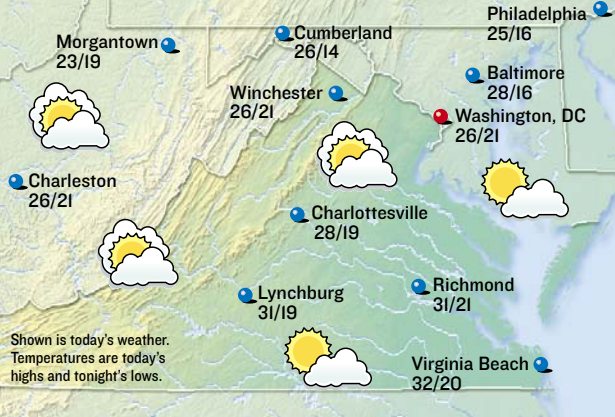 Philadelphia
25/16
Cumberland
26/14
Morgantown
23/19
Baltimore
28/16
Winchester
26/21
Washington, DC
26/21
Charleston
26/21
Charlottesville
28/19
Richmond
31/21
Lynchburg
31/19
Shown is today's weather.
Temperatures are today's
highs and tonight's lows.
Virginia Beach
32/20